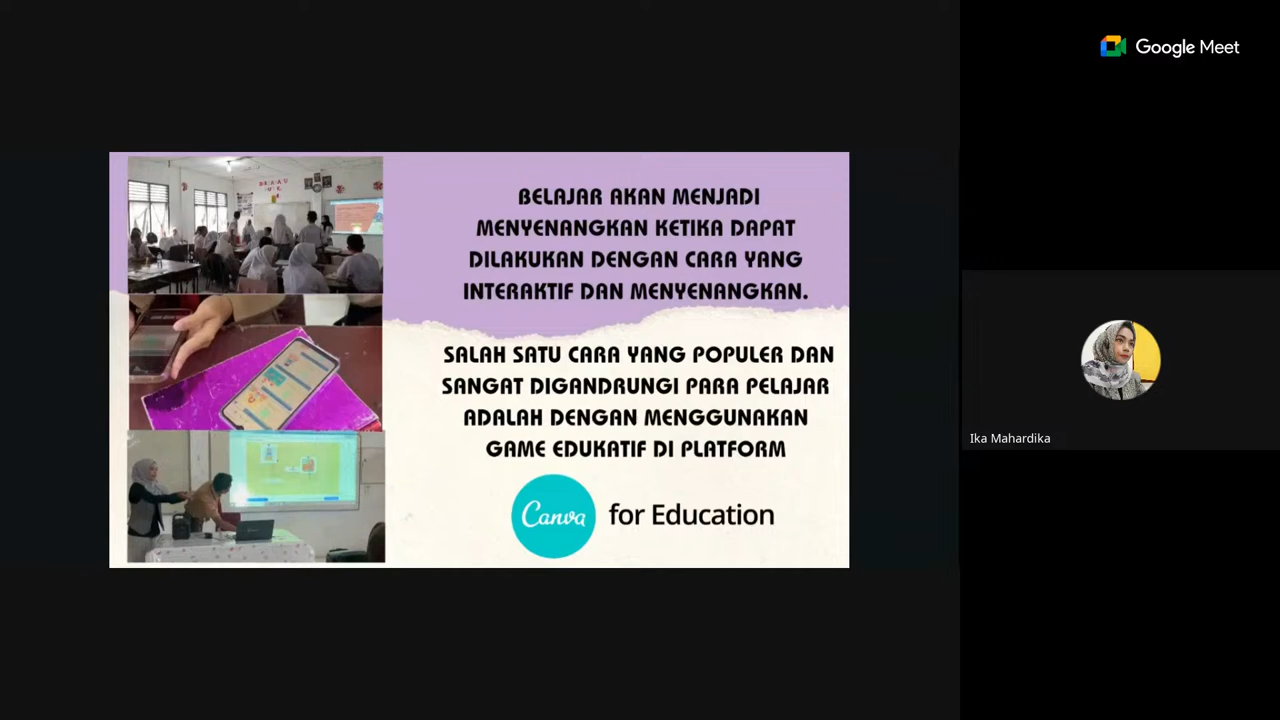 Google Meet
BELAJAR AKAN MENJADI
MENYENANGKAN KETIKA DAPAT
DILAKUKAN DENGAN CARA YANG
INTERAKTIF DAN MENYENANGKAN.
SALAH SATU CARA YANG POPULER DAN
SANGAT DIGANDRUNGI PARA PELAJAR
ADALAH DENGAN MENGGUNAKAN
GAME EDUKATIF DI PLATFORM
Canva for Education
Ika Mahardika